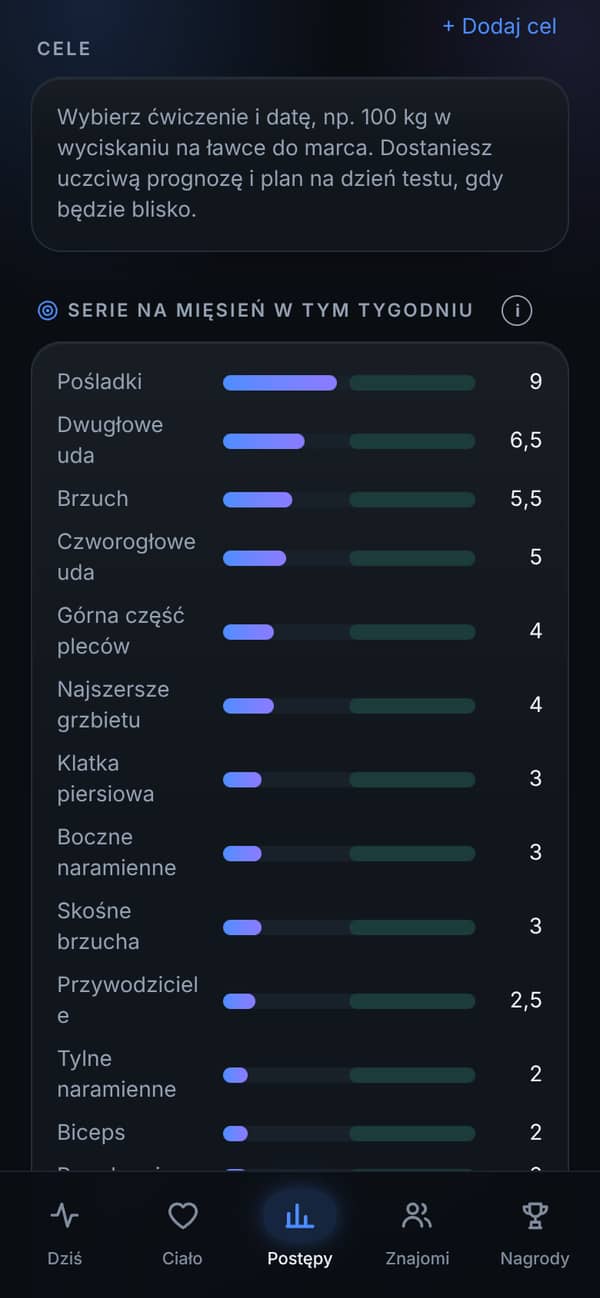 + Dodaj cel
CELE
Wybierz ćwiczenie i datę, np. 100 kg w
wyciskaniu na ławce do marca. Dostaniesz
uczciwą prognozę i plan na dzień testu, gdy
będzie blisko.
SERIE NA MIĘSIEŃ W TYM TYGODNIU i
Pośladki 9
Dwugłowe
uda 6,5
Brzuch 5,5
Czworogłowe
uda 5
Górna część
pleców 4
Najszersze
grzbietu 4
Klatka
piersiowa 3
Boczne
naramienne 3
Skośne
brzucha 3
Przywodziciel
e 2,5
Tylne
naramienne 2
Biceps 2
Dziś Ciało Postępy Znajomi Nagrody